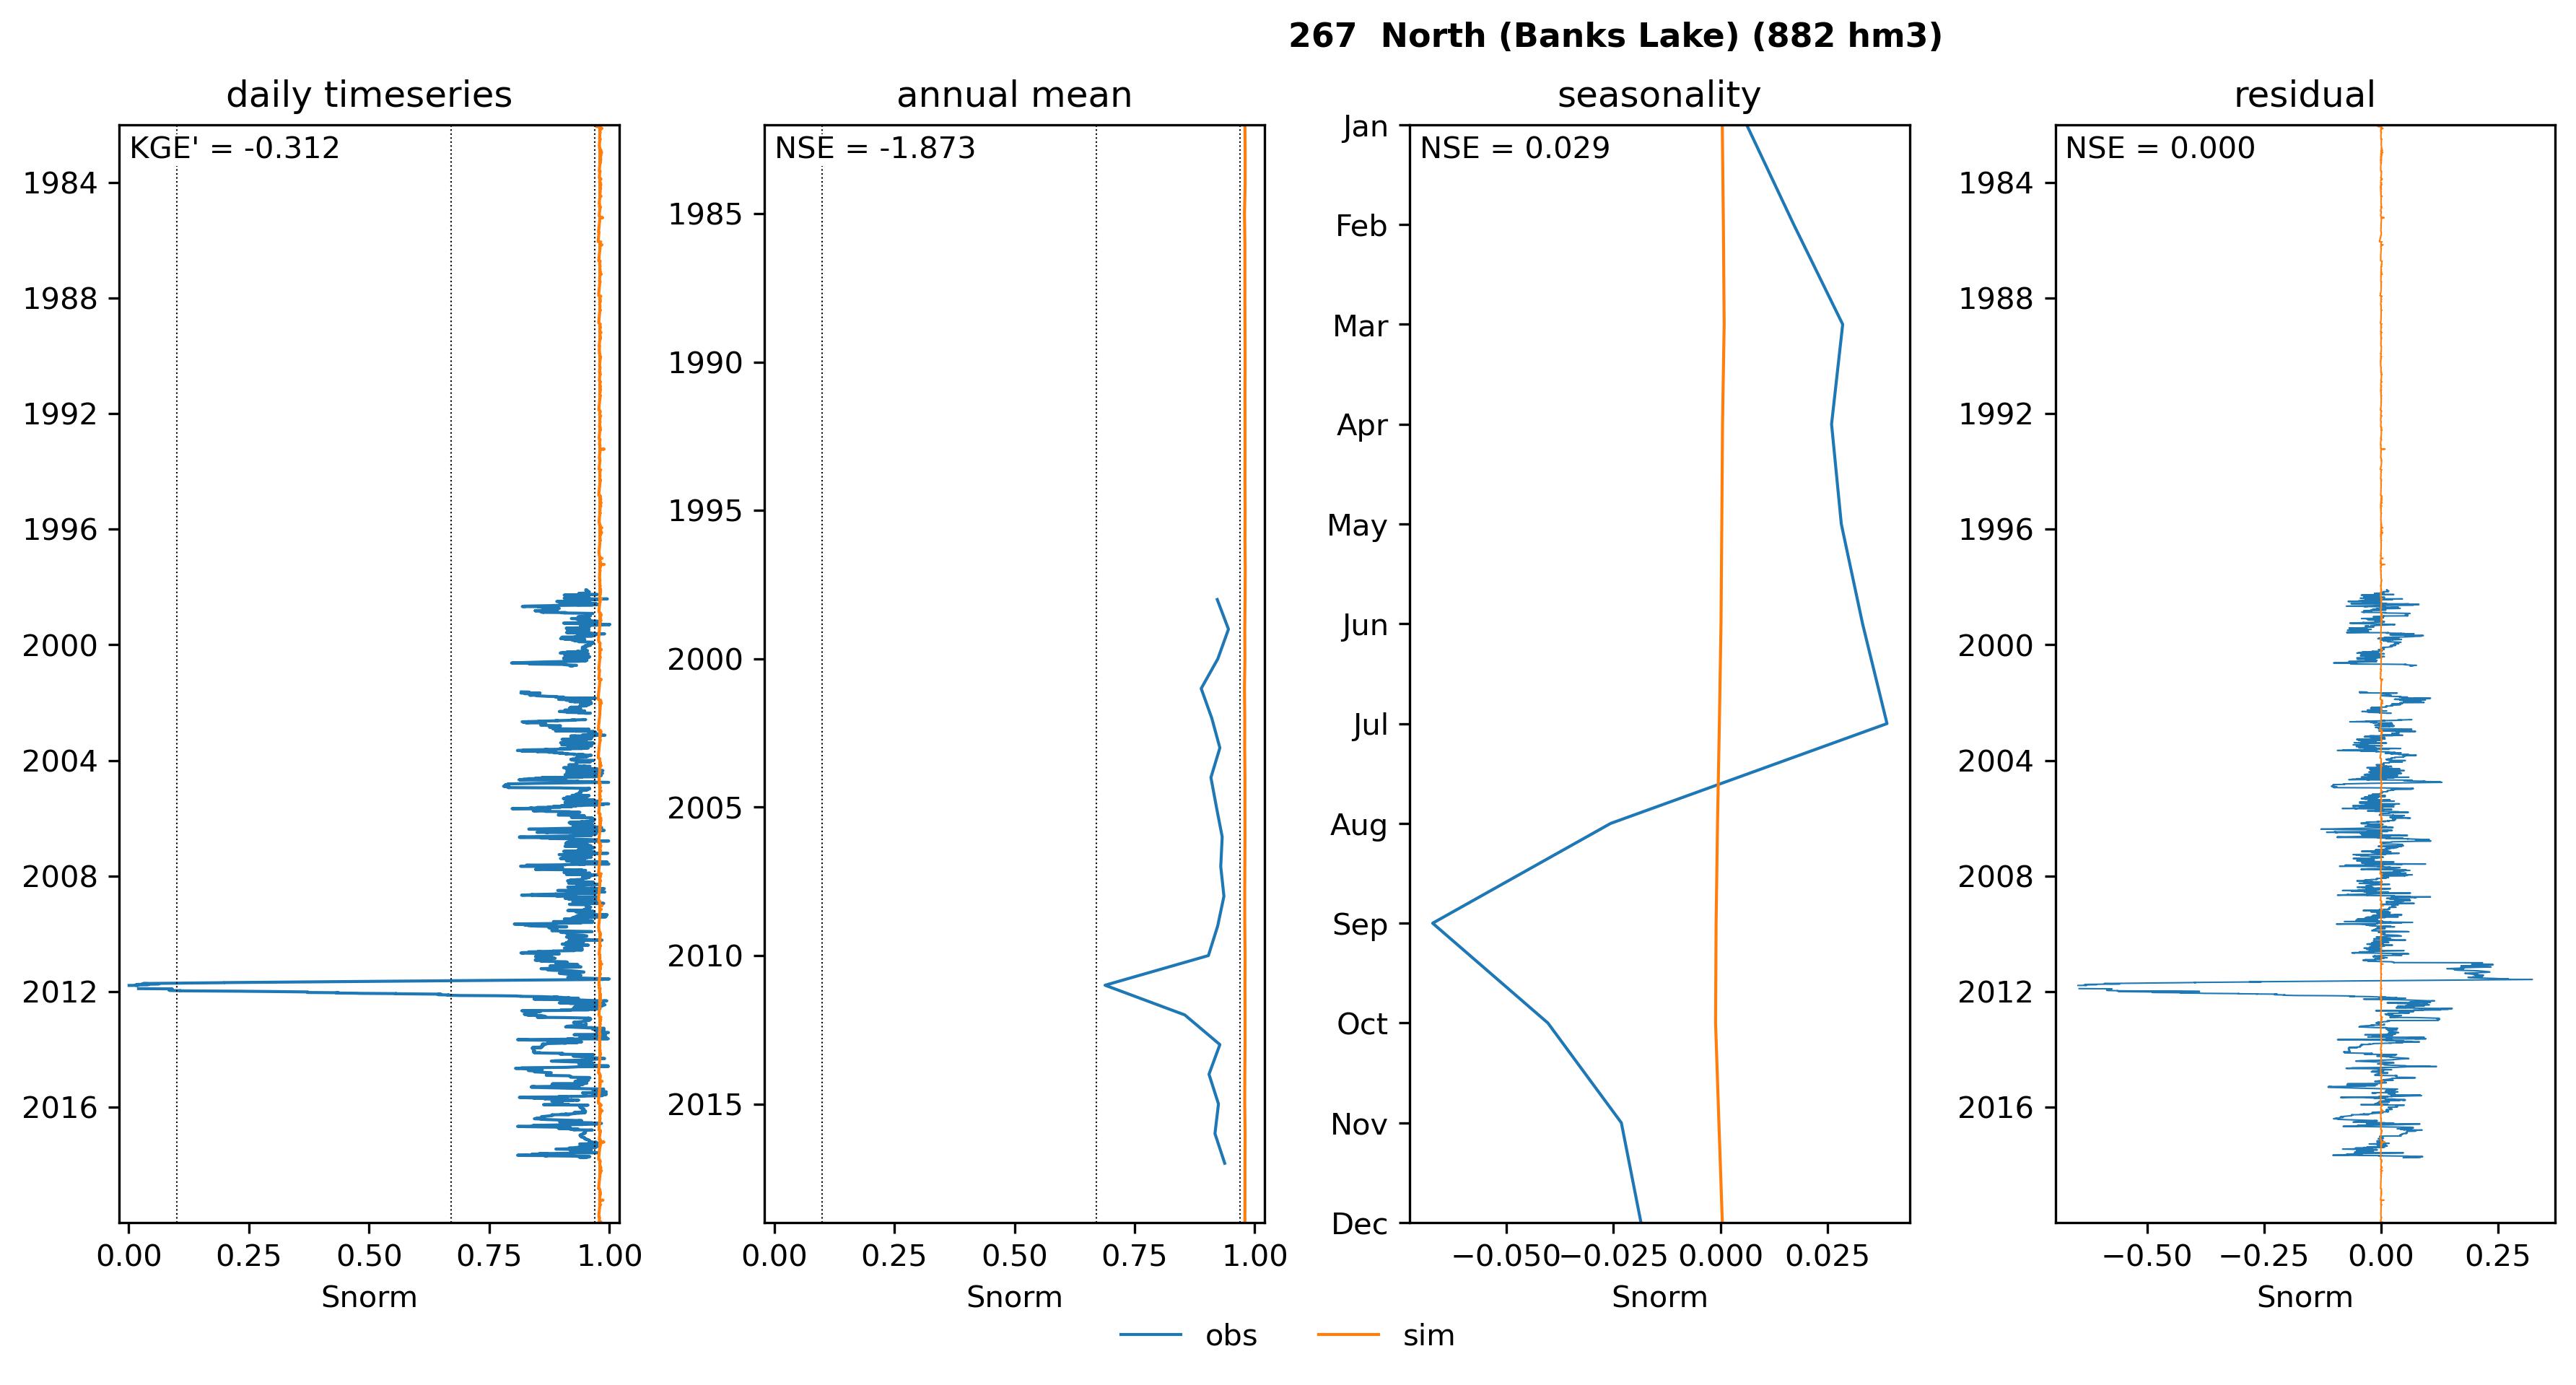 267  North (Banks Lake) (882 hm3)
daily timeseries
KGE' = -0.312
1984
1988
1992
1996
2000
2004
2008
2012
2016
0.00 0.25 0.50 0.75 1.00
Snorm
annual mean
NSE = -1.873
1985
1990
1995
2000
2005
2010
2015
0.00 0.25 0.50 0.75 1.00
Snorm
seasonality
NSE = 0.029
Jan
Feb
Mar
Apr
May
Jun
Jul
Aug
Sep
Oct
Nov
Dec
−0.050 −0.025 0.000 0.025
Snorm
residual
NSE = 0.000
1984
1988
1992
1996
2000
2004
2008
2012
2016
−0.50 −0.25 0.00 0.25
Snorm
obs sim